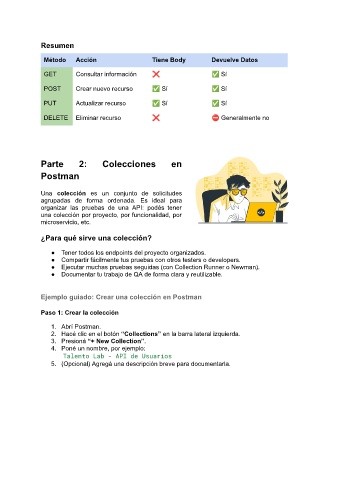 Resumen
Método Acción Tiene Body Devuelve Datos
GET Consultar información ❌ ✅ Sí
POST Crear nuevo recurso ✅ Sí ✅ Sí
PUT Actualizar recurso ✅ Sí ✅ Sí
DELETE Eliminar recurso ❌ ⛔ Generalmente no
Parte 2: Colecciones en
Postman
Una colección es un conjunto de solicitudes
agrupadas de forma ordenada. Es ideal para
organizar las pruebas de una API: podés tener
una colección por proyecto, por funcionalidad, por
microservicio, etc.
¿Para qué sirve una colección?
● Tener todos los endpoints del proyecto organizados.
● Compartir fácilmente tus pruebas con otros testers o developers.
● Ejecutar muchas pruebas seguidas (con Collection Runner o Newman).
● Documentar tu trabajo de QA de forma clara y reutilizable.
Ejemplo guiado: Crear una colección en Postman
Paso 1: Crear la colección
1. Abrí Postman.
2. Hacé clic en el botón “Collections” en la barra lateral izquierda.
3. Presioná “+ New Collection”.
4. Poné un nombre, por ejemplo:
Talento Lab - API de Usuarios
5. (Opcional) Agregá una descripción breve para documentarla.